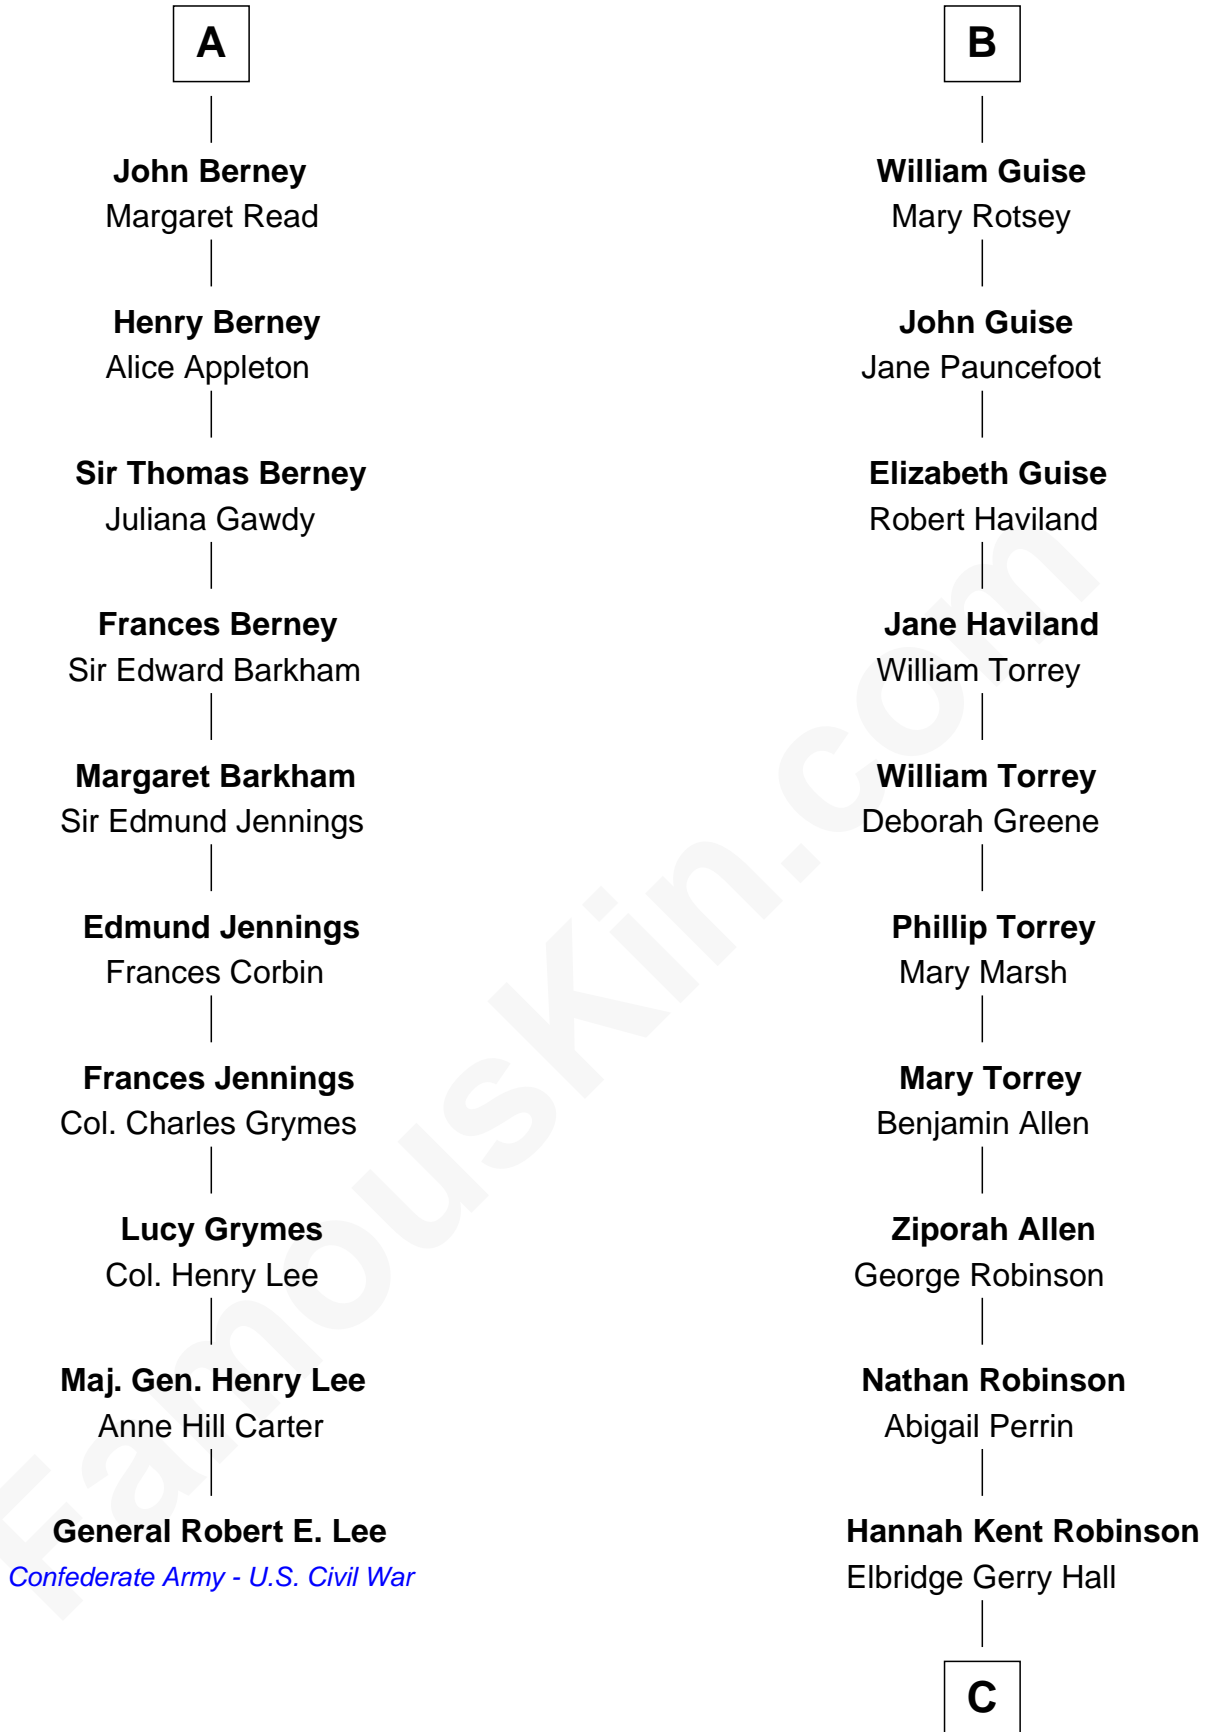 A
John Berney
Margaret Read
Henry Berney
Alice Appleton
Sir Thomas Berney
Juliana Gawdy
Frances Berney
Sir Edward Barkham
Margaret Barkham
Sir Edmund Jennings
Edmund Jennings
Frances Corbin
Frances Jennings
Col. Charles Grymes
Lucy Grymes
Col. Henry Lee
Maj. Gen. Henry Lee
Anne Hill Carter
General Robert E. Lee
Confederate Army - U.S. Civil War
B
William Guise
Mary Rotsey
John Guise
Jane Pauncefoot
Elizabeth Guise
Robert Haviland
Jane Haviland
William Torrey
William Torrey
Deborah Greene
Phillip Torrey
Mary Marsh
Mary Torrey
Benjamin Allen
Ziporah Allen
George Robinson
Nathan Robinson
Abigail Perrin
Hannah Kent Robinson
Elbridge Gerry Hall
C
FamousKin.com